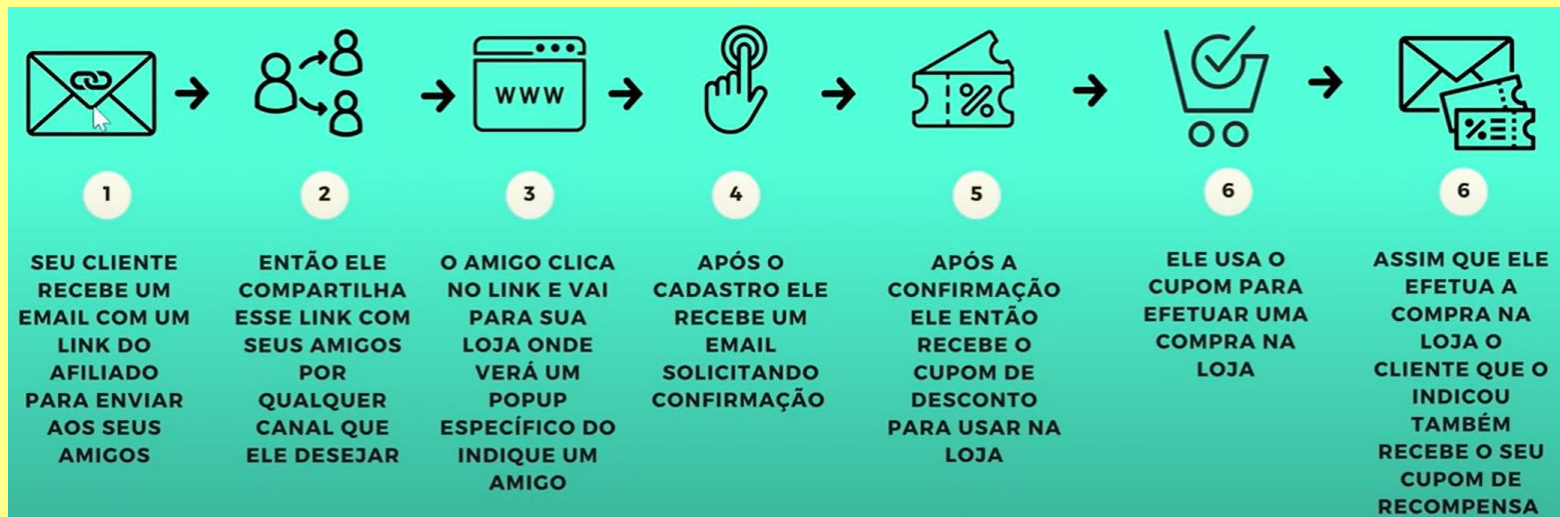 WWW
%
%
1
SEU CLIENTE
RECEBE UM
EMAIL COM UM
LINK DO
AFILIADO
PARA ENVIAR
AOS SEUS
AMIGOS
2
ENTÃO ELE
COMPARTILHA
ESSE LINK COM
SEUS AMIGOS
POR
QUALQUER
CANAL QUE
ELE DESEJAR
3
O AMIGO CLICA
NO LINK E VAI
PARA SUA
LOJA ONDE
VERÁ UM
POPUP
ESPECÍFICO DO
INDIQUE UM
AMIGO
4
APÓS O
CADASTRO ELE
RECEBE UM
EMAIL
SOLICITANDO
CONFIRMAÇÃO
5
APÓS A
CONFIRMAÇÃO
ELE ENTÃO
RECEBE O
CUPOM DE
DESCONTO
PARA USAR NA
LOJA
6
ELE USA O
CUPOM PARA
EFETUAR UMA
COMPRA NA
LOJA
6
ASSIM QUE ELE
EFETUA A
COMPRA NA
LOJA O
CLIENTE QUE O
INDICOU
TAMBÉM
RECEBE O SEU
CUPOM DE
RECOMPENSA